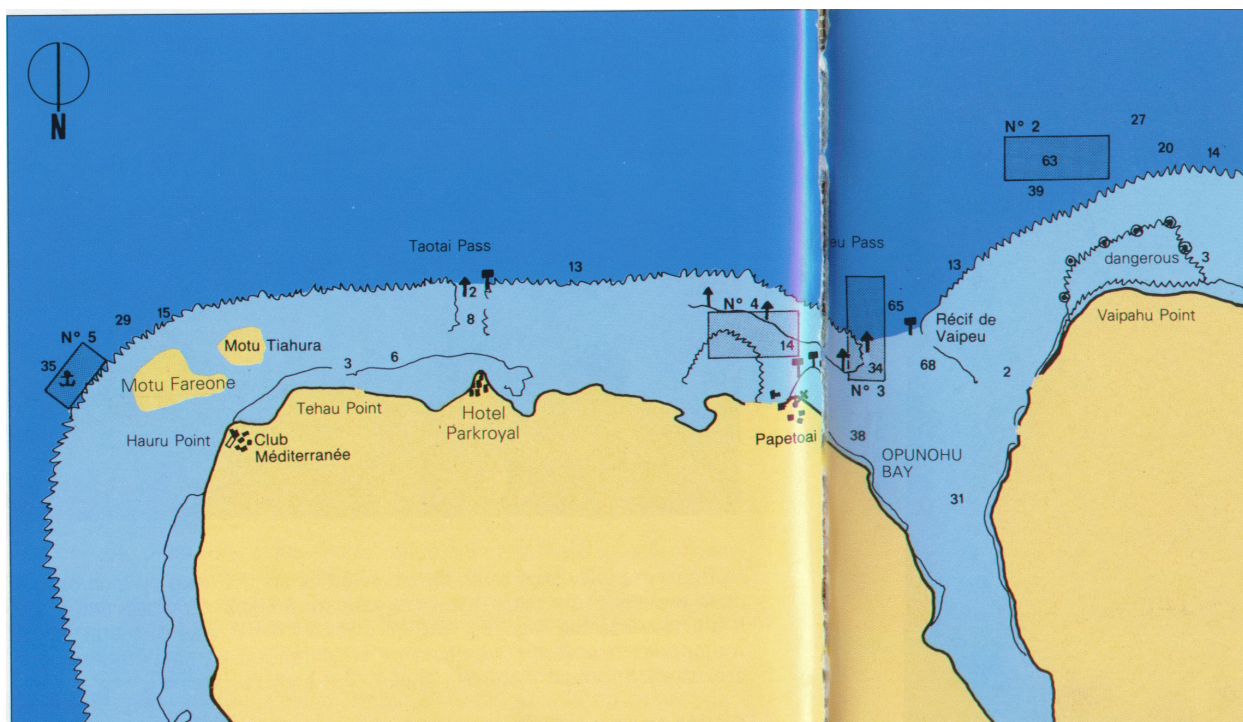 N
N° 2
27
63
20
14
39
Taotai Pass
eu Pass
13
13
dangerous
3
2
8
65
N° 4
14
Récif de
Vaipeu
Vaipahu Point
29
15
N° 5
35
Motu Tiahura
Motu Fareone
3
6
34
68
2
N° 3
Tehau Point
Hotel
Parkroyal
Hauru Point
Club
Méditerranée
Papetoai
38
OPUNOHU
BAY
31